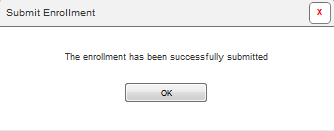 Submit Enrollment
x
The enrollment has been successfully submitted
OK